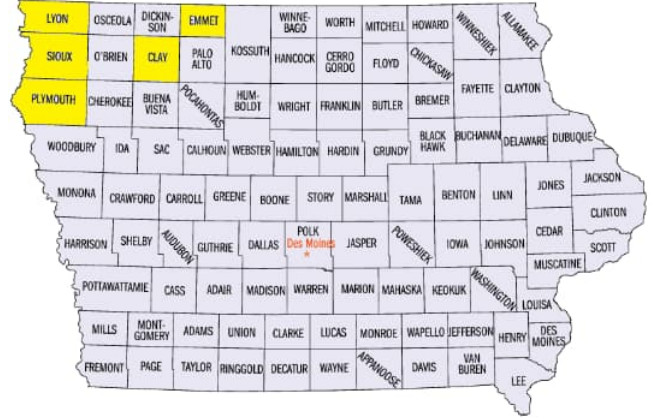 LYON
OSCEOLA
DICKIN-
SON
EMMET
WINNE-
BAGO
WORTH
MITCHELL
HOWARD
WINNESHIEK
ALLAMAKEE
SIOUX
O'BRIEN
CLAY
PALO
ALTO
KOSSUTH
HANCOCK
CERRO
GORDO
FLOYD
CHICKASAW
FAYETTE
CLAYTON
PLYMOUTH
CHEROKEE
BUENA
VISTA
POCAHONTAS
HUM-
BOLDT
WRIGHT
FRANKLIN
BUTLER
BREMER
WOODBURY
IDA
SAC
CALHOUN
WEBSTER
HAMILTON
HARDIN
GRUNDY
BLACK
HAWK
BUCHANAN
DELAWARE
DUBUQUE
MONONA
CRAWFORD
CARROLL
GREENE
BOONE
STORY
MARSHALL
TAMA
BENTON
LINN
JONES
JACKSON
CLINTON
HARRISON
SHELBY
AUDUBON
GUTHRIE
DALLAS
POLK
Des Moines
JASPER
POWESHIEK
IOWA
JOHNSON
CEDAR
SCOTT
MUSCATINE
POTTAWATTAMIE
CASS
ADAIR
MADISON
WARREN
MARION
MAHASKA
KEOKUK
WASHINGTON
LOUISA
MILLS
MONT-
GOMERY
ADAMS
UNION
CLARKE
LUCAS
MONROE
WAPELLO
JEFFERSON
HENRY
DES
MOINES
FREMONT
PAGE
TAYLOR
RINGGOLD
DECATUR
WAYNE
APPANOOSE
DAVIS
VAN
BUREN
LEE